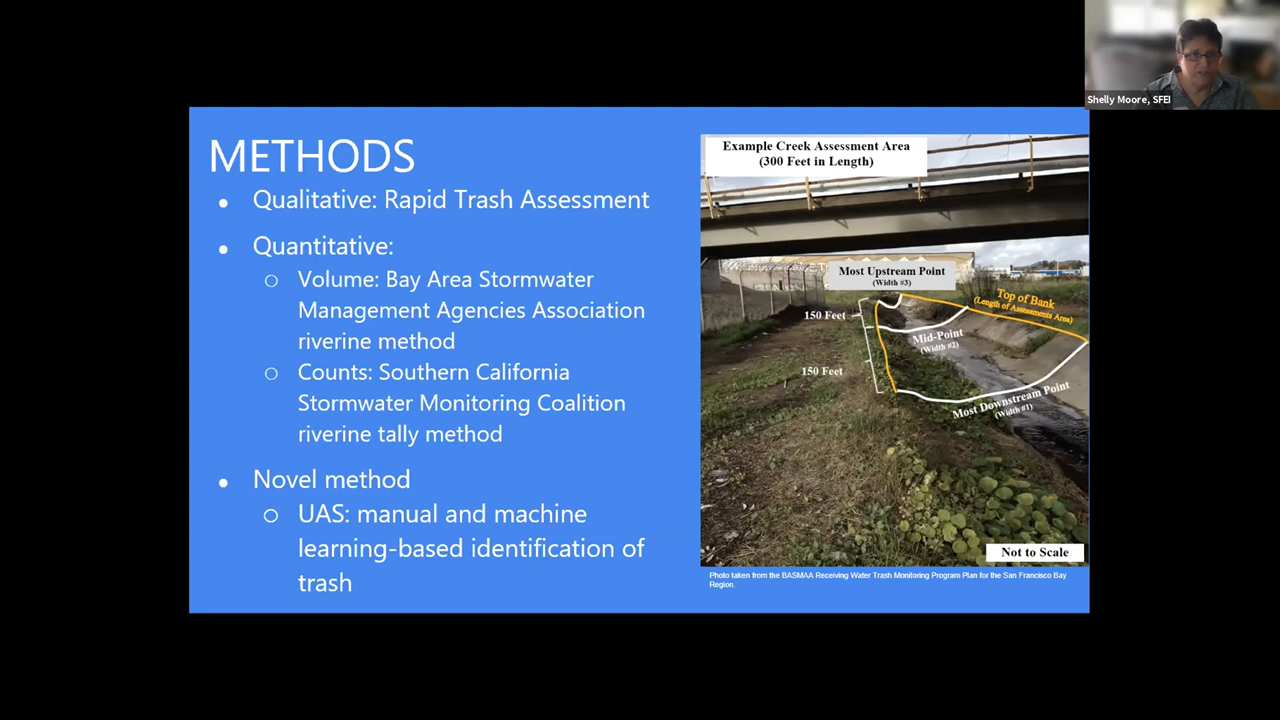 Shelly Moore, SFEI
METHODS
Qualitative: Rapid Trash Assessment
Quantitative:
Volume: Bay Area Stormwater
Management Agencies Association
riverine method
Counts: Southern California
Stormwater Monitoring Coalition
riverine tally method
Novel method
UAS: manual and machine
learning-based identification of
trash
Example Creek Assessment Area
(300 Feet in Length)
Most Upstream Point
(Width #3)
Top of Bank
(Length of Assessments Area)
150 Feet
Mid-Point
(Width #2)
150 Feet
Most Downstream Point
(Width #1)
Not to Scale
Photo taken from the BASMAA Receiving Water Trash Monitoring Program Plan for the San Francisco Bay
Region.